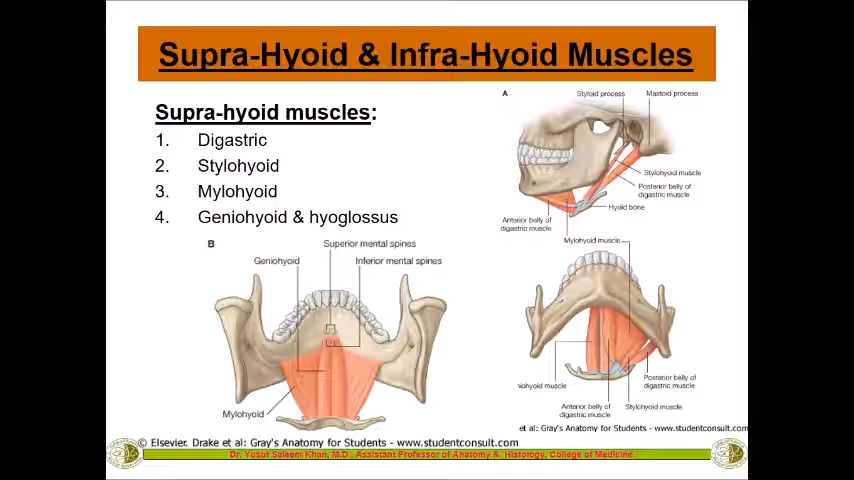 Supra-Hyoid & Infra-Hyoid Muscles
Supra-hyoid muscles:
1. Digastric
2. Stylohyoid
3. Mylohyoid
4. Geniohyoid & hyoglossus
A
Styloid process
Mastoid process
Stylohyoid muscle
Posterior belly of
digastric muscle
Hyoid bone
Anterior belly of
digastric muscle
Mylohyoid muscle
B
Superior mental spines
Geniohyoid
Inferior mental spines
Mylohyoid
Posterior belly of
digastric muscle
ohyoid muscle
Anterior belly of
digastric muscle
Stylohyoid muscle
et al: Gray's Anatomy for Students - www.studentconsult.com
© Elsevier. Drake et al: Gray's Anatomy for Students - www.studentconsult.com
Dr. Yusuf Saleem Khan, M.D., Assistant Professor of Anatomy & Histology, College of Medicine